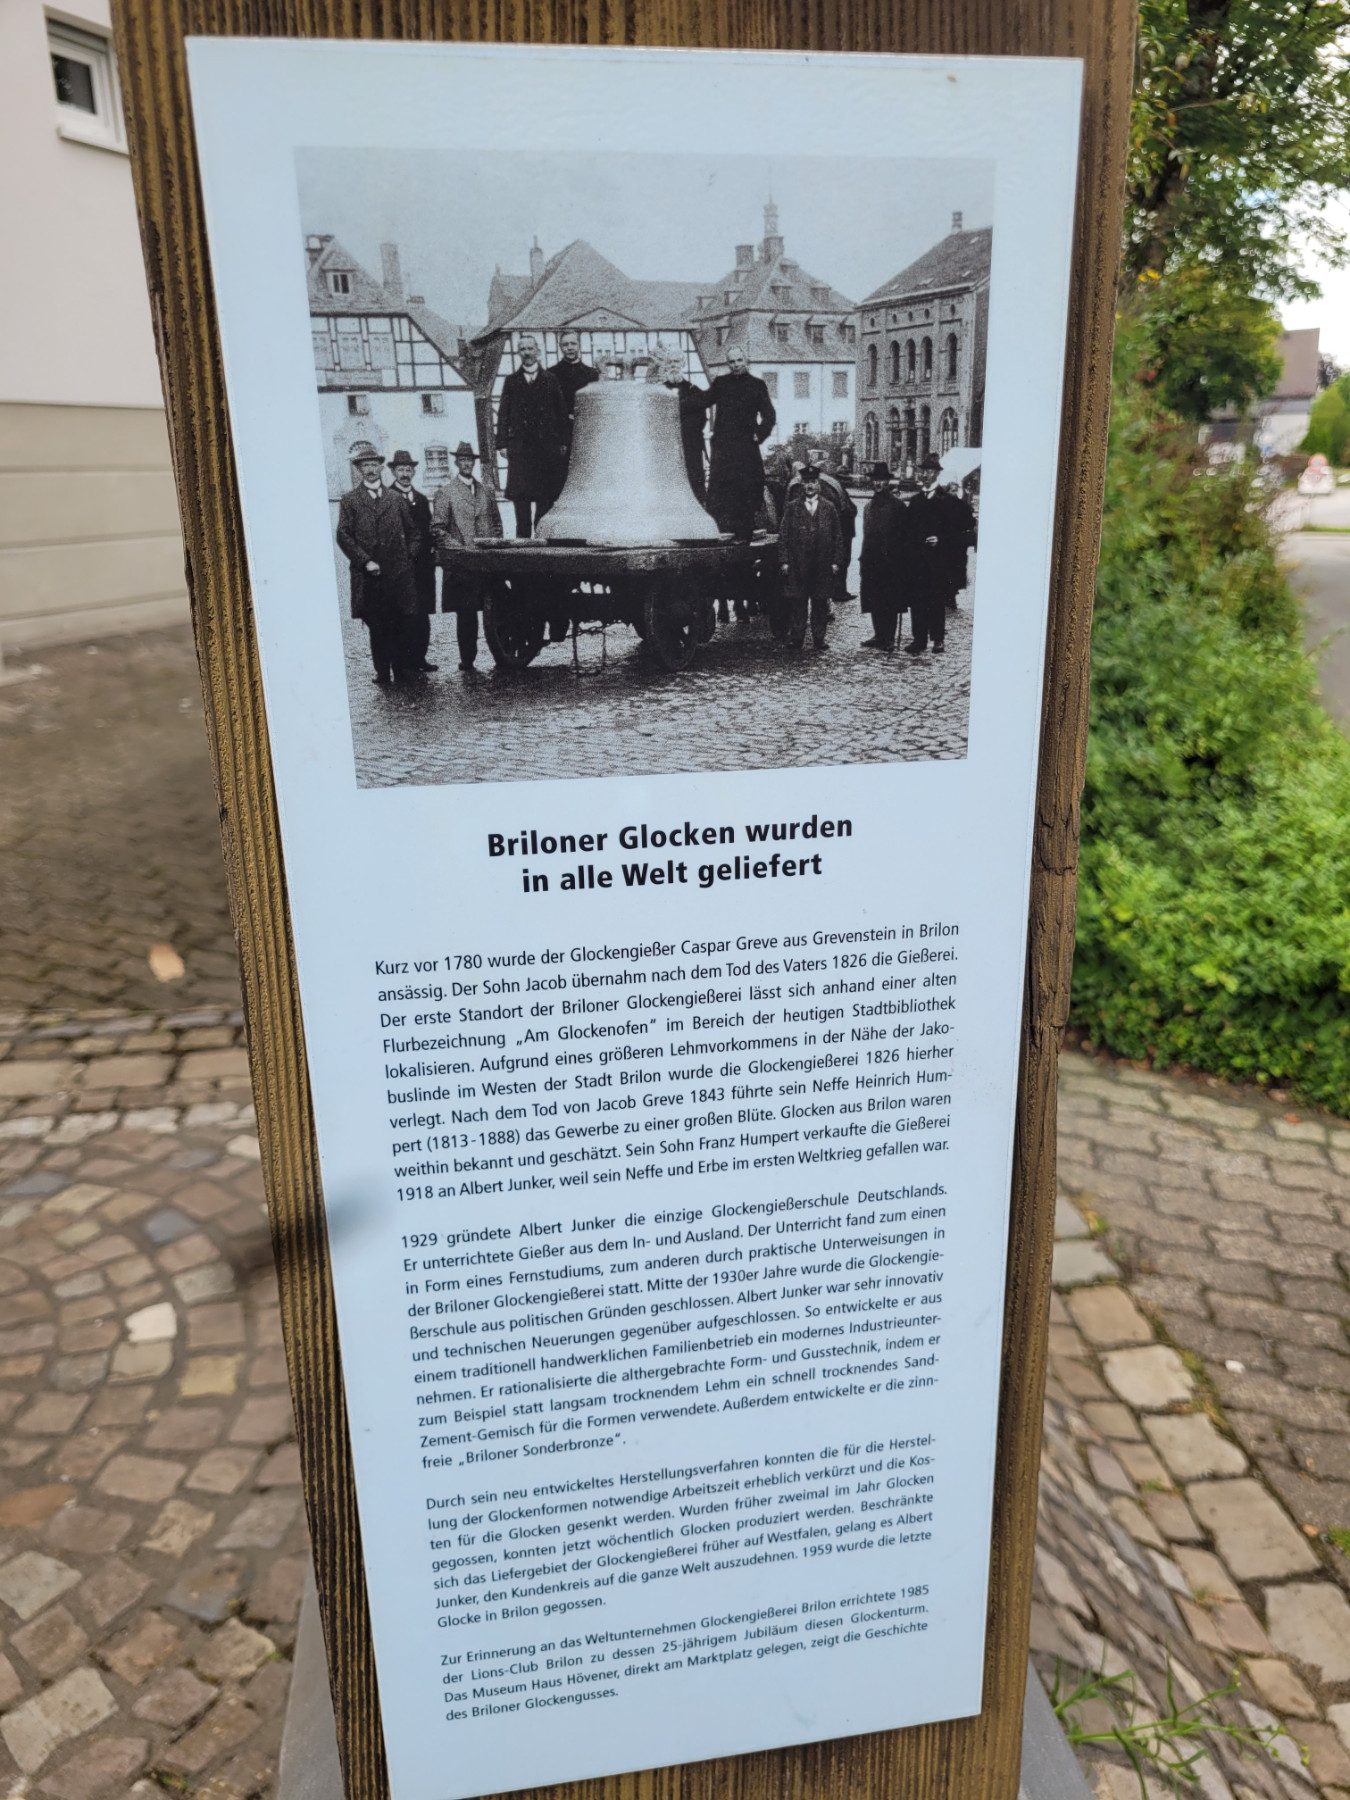 Briloner Glocken wurden
in alle Welt geliefert
Kurz vor 1780 wurde der Glockengießer Caspar Greve aus Grevenstein in Brilon
ansässig. Der Sohn Jacob übernahm nach dem Tod des Vaters 1826 die Gießerei.
Der erste Standort der Briloner Glockengießerei lässt sich anhand einer alten
Flurbezeichnung „Am Glockenofen“ im Bereich der heutigen Stadtbibliothek
lokalisieren. Aufgrund eines größeren Lehmvorkommens in der Nähe der Jako-
buslinde im Westen der Stadt Brilon wurde die Glockengießerei 1826 hierher
verlegt. Nach dem Tod von Jacob Greve 1843 führte sein Neffe Heinrich Hum-
pert (1813-1888) das Gewerbe zu einer großen Blüte. Glocken aus Brilon waren
weithin bekannt und geschätzt. Sein Sohn Franz Humpert verkaufte die Gießerei
1918 an Albert Junker, weil sein Neffe und Erbe im ersten Weltkrieg gefallen war.
1929 gründete Albert Junker die einzige Glockengießerschule Deutschlands.
Er unterrichtete Gießer aus dem In- und Ausland. Der Unterricht fand zum einen
in Form eines Fernstudiums, zum anderen durch praktische Unterweisungen in
der Briloner Glockengießerei statt. Mitte der 1930er Jahre wurde die Glockengie-
ßerschule aus politischen Gründen geschlossen. Albert Junker war sehr innovativ
und technischen Neuerungen gegenüber aufgeschlossen. So entwickelte er aus
einem traditionell handwerklichen Familienbetrieb ein modernes Industrieunter-
nehmen. Er rationalisierte die althergebrachte Form- und Gusstechnik, indem er
zum Beispiel statt langsam trocknendem Lehm ein schnell trocknendes Sand-
Zement-Gemisch für die Formen verwendete. Außerdem entwickelte er die zinn-
freie „Briloner Sonderbronze“.
Durch sein neu entwickeltes Herstellungsverfahren konnten die für die Herstel-
lung der Glockenformen notwendige Arbeitszeit erheblich verkürzt und die Kos-
ten für die Glocken gesenkt werden. Wurden früher zweimal im Jahr Glocken
gegossen, konnten jetzt wöchentlich Glocken produziert werden. Beschränkte
sich das Liefergebiet der Glockengießerei früher auf Westfalen, gelang es Albert
Junker, den Kundenkreis auf die ganze Welt auszudehnen. 1959 wurde die letzte
Glocke in Brilon gegossen.
Zur Erinnerung an das Weltunternehmen Glockengießerei Brilon errichtete 1985
der Lions-Club Brilon zu dessen 25-jährigem Jubiläum diesen Glockenturm.
Das Museum Haus Hövener, direkt am Marktplatz gelegen, zeigt die Geschichte
des Briloner Glockengusses.